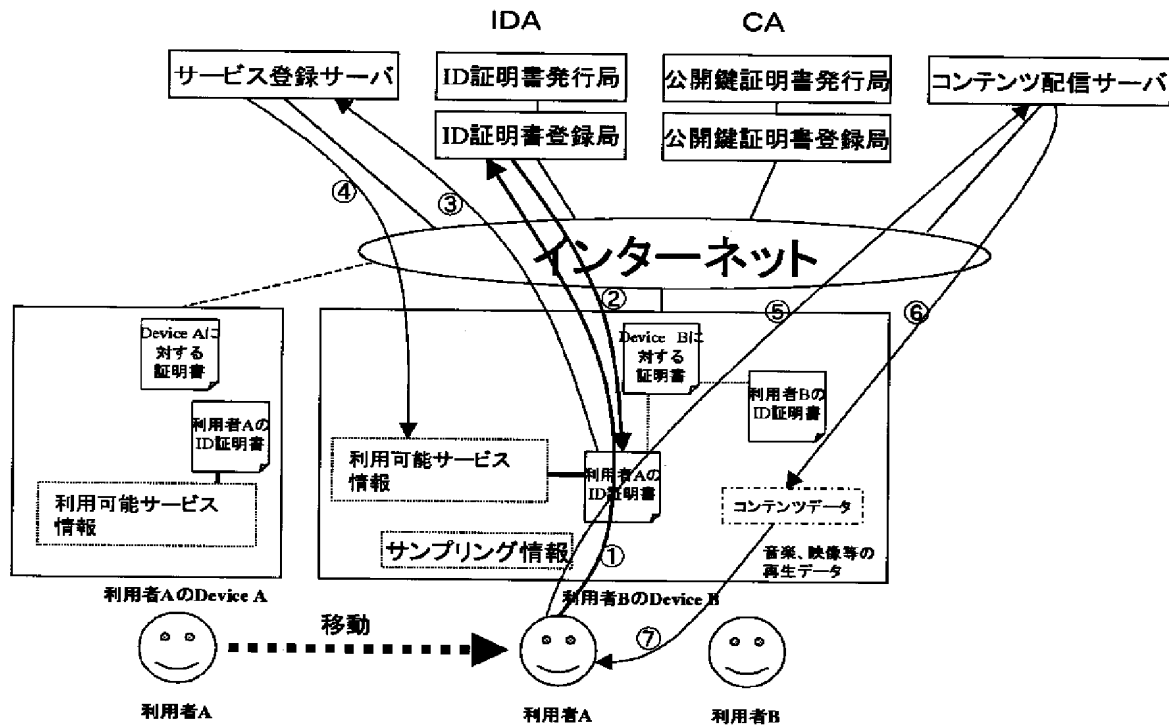 IDA
CA
サービス登録サーバ
ID証明書発行局
公開鍵証明書発行局
コンテンツ配信サーバ
ID証明書登録局
公開鍵証明書登録局
④
③
インターネット
②
⑤
⑥
Device Aに
対する
証明書
利用者Aの
ID証明書
利用可能サービス
情報
Device Bに
対する
証明書
利用者Bの
ID証明書
利用可能サービス
情報
利用者Aの
ID証明書
コンテンツデータ
サンプリング情報
①
音楽、映像等の
再生データ
利用者AのDevice A
利用者BのDevice B
移動
⑦
利用者A
利用者A
利用者B